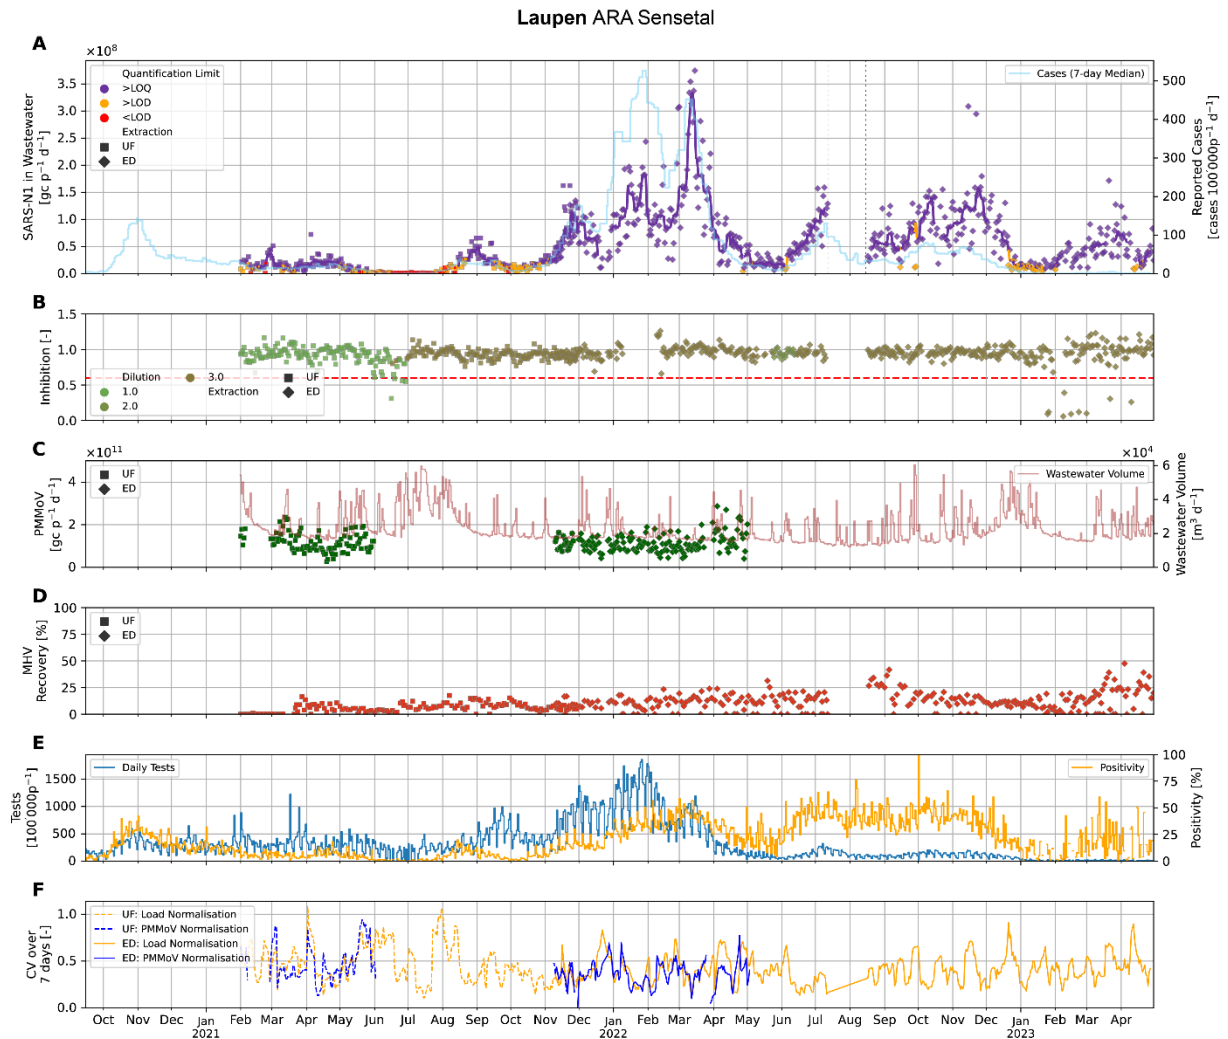 Laupen ARA Sensetal
A
×10⁸
Quantification Limit
>LOQ
>LOD
<LOD
Extraction
UF
ED
Cases (7-day Median)
SARS-N1 in Wastewater
[gc p⁻¹ d⁻¹]
3.5
3.0
2.5
2.0
1.5
1.0
0.5
0.0
500
400
300
200
100
0
Reported Cases
[cases 100'000p⁻¹ d⁻¹]
B
Inhibition [-]
1.5
1.0
0.5
0.0
Dilution
1.0
2.0
3.0
Extraction
UF
ED
C
×10¹¹
×10⁴
UF
ED
Wastewater Volume
PMMoV
[gc p⁻¹ d⁻¹]
4
2
0
6
4
2
0
Wastewater Volume
[m³ d⁻¹]
D
UF
ED
MHV
Recovery [%]
100
75
50
25
0
E
Daily Tests
Positivity
Tests
[100'000p⁻¹]
1500
1000
500
0
100
75
50
25
0
Positivity [%]
F
UF: Load Normalisation
UF: PMMoV Normalisation
ED: Load Normalisation
ED: PMMoV Normalisation
CV over
7 days [-]
1.0
0.5
0.0
Oct Nov Dec Jan Feb Mar Apr May Jun Jul Aug Sep Oct Nov Dec Jan Feb Mar Apr May Jun Jul Aug Sep Oct Nov Dec Jan Feb Mar Apr
2021 2022 2023